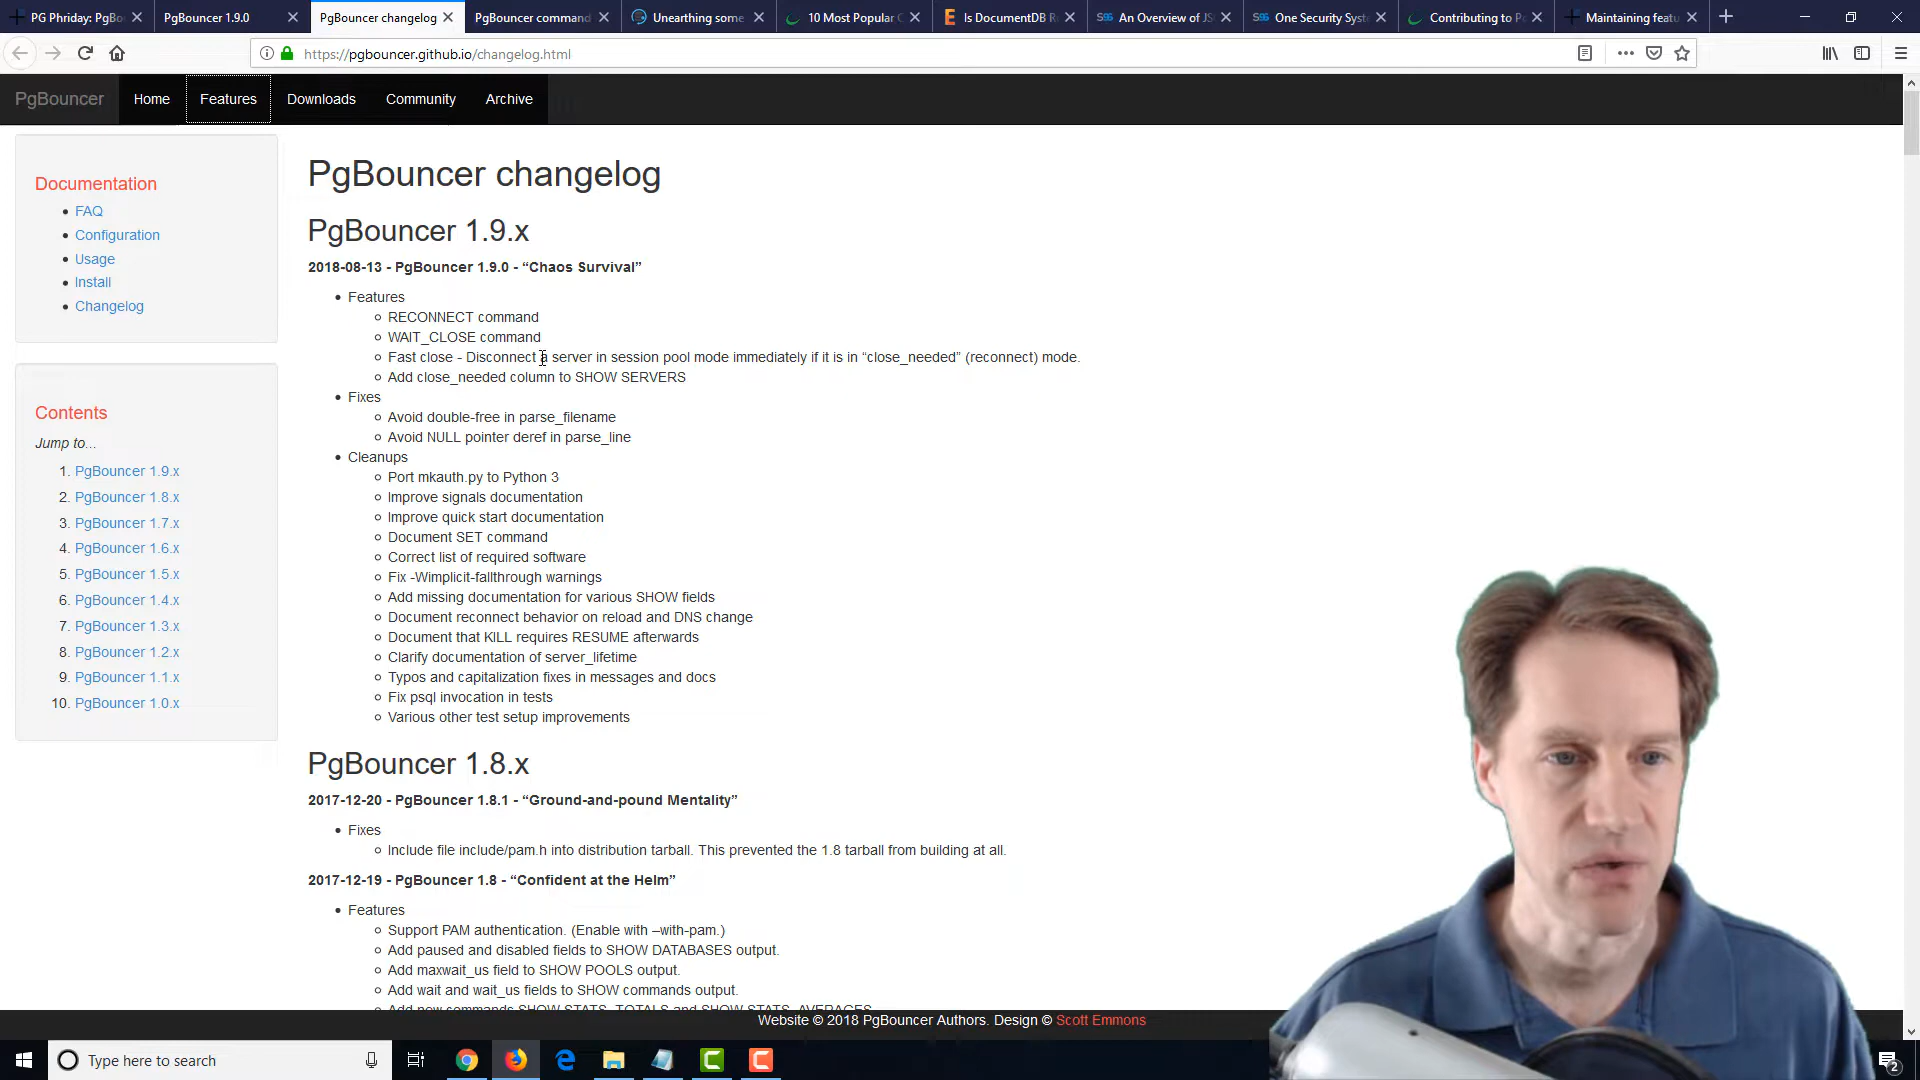 PG Phriday: PgBo
PgBouncer 1.9.0
PgBouncer changelog
PgBouncer command
Unearthing some
10 Most Popular
Is DocumentDB R
An Overview of JS
One Security Syst
Contributing to P
Maintaining featu
https://pgbouncer.github.io/changelog.html
PgBouncer
Home
Features
Downloads
Community
Archive
Documentation
FAQ
Configuration
Usage
Install
Changelog
Contents
Jump to...
1. PgBouncer 1.9.x
2. PgBouncer 1.8.x
3. PgBouncer 1.7.x
4. PgBouncer 1.6.x
5. PgBouncer 1.5.x
6. PgBouncer 1.4.x
7. PgBouncer 1.3.x
8. PgBouncer 1.2.x
9. PgBouncer 1.1.x
10. PgBouncer 1.0.x
PgBouncer changelog
PgBouncer 1.9.x
2018-08-13 - PgBouncer 1.9.0 - “Chaos Survival”
Features
RECONNECT command
WAIT_CLOSE command
Fast close - Disconnect a server in session pool mode immediately if it is in “close_needed” (reconnect) mode.
Add close_needed column to SHOW SERVERS
Fixes
Avoid double-free in parse_filename
Avoid NULL pointer deref in parse_line
Cleanups
Port mkauth.py to Python 3
Improve signals documentation
Improve quick start documentation
Document SET command
Correct list of required software
Fix -Wimplicit-fallthrough warnings
Add missing documentation for various SHOW fields
Document reconnect behavior on reload and DNS change
Document that KILL requires RESUME afterwards
Clarify documentation of server_lifetime
Typos and capitalization fixes in messages and docs
Fix psql invocation in tests
Various other test setup improvements
PgBouncer 1.8.x
2017-12-20 - PgBouncer 1.8.1 - “Ground-and-pound Mentality”
Fixes
Include file include/pam.h into distribution tarball. This prevented the 1.8 tarball from building at all.
2017-12-19 - PgBouncer 1.8 - “Confident at the Helm”
Features
Support PAM authentication. (Enable with –with-pam.)
Add paused and disabled fields to SHOW DATABASES output.
Add maxwait_us field to SHOW POOLS output.
Add wait and wait_us fields to SHOW commands output.
Add new commands SHOW STATS_TOTALS and SHOW STATS_AVERAGES
Website © 2018 PgBouncer Authors. Design © Scott Emmons
Type here to search
2